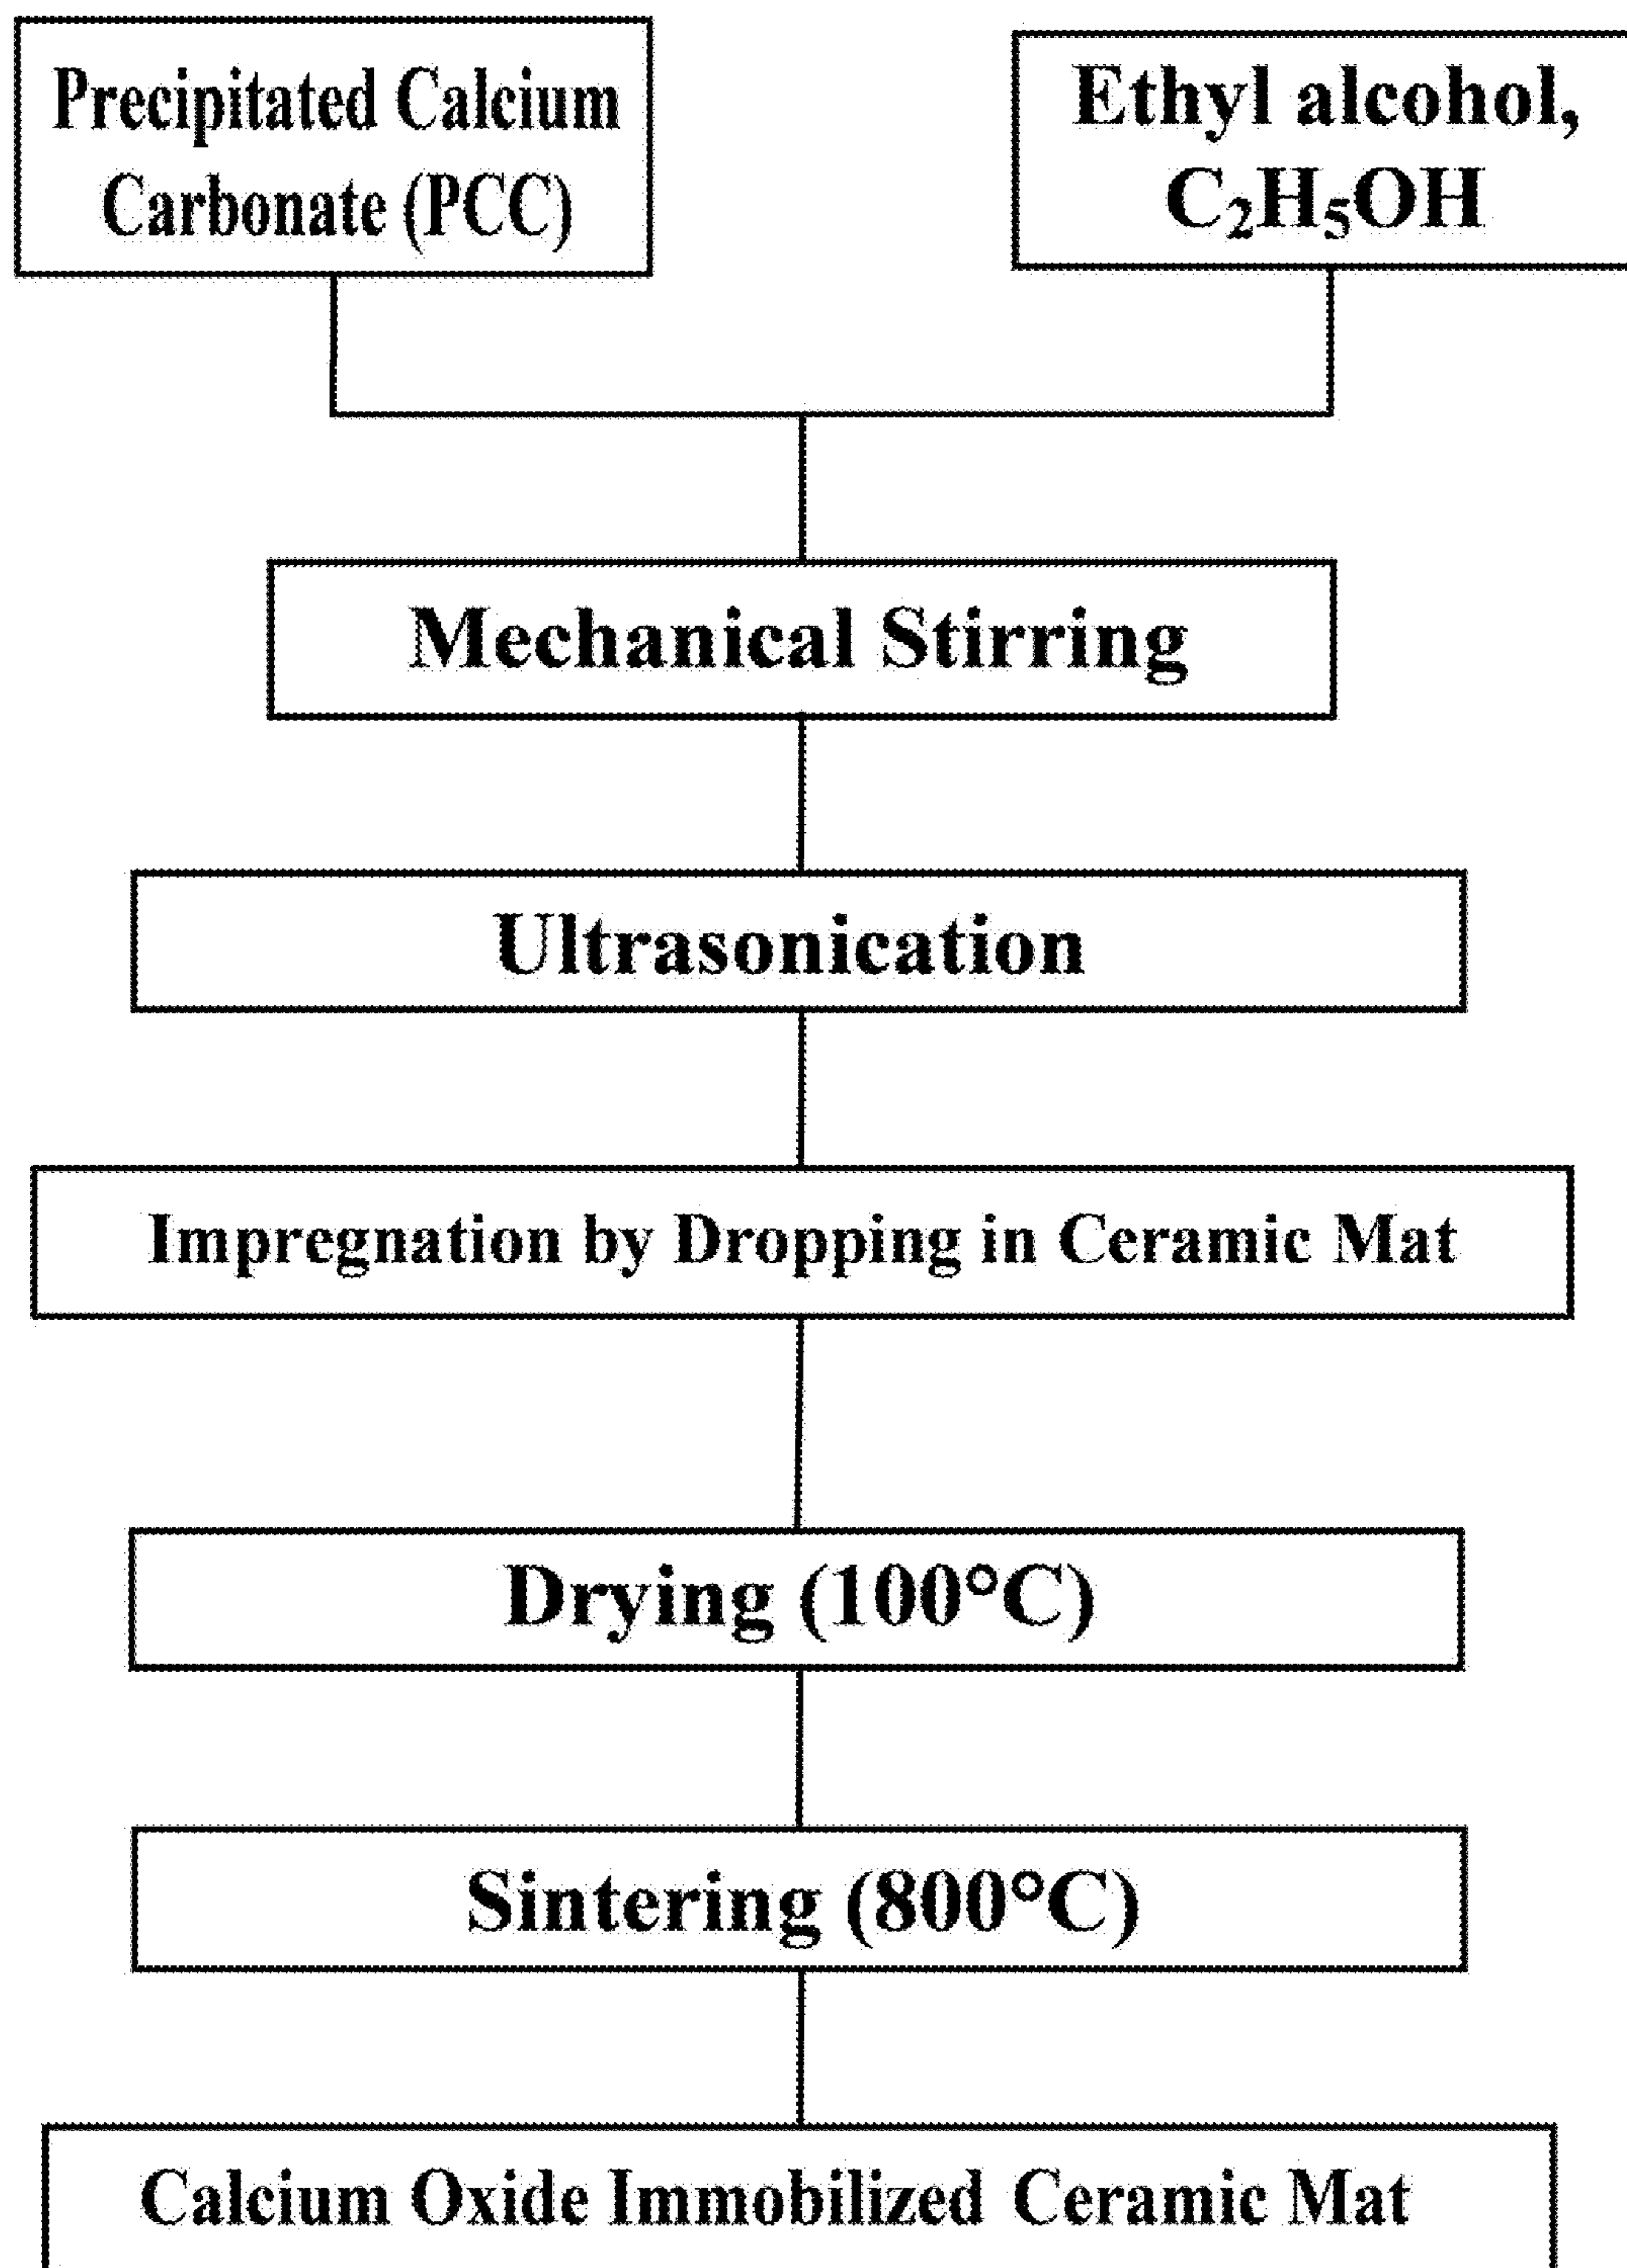 Precipitated Calcium
Carbonate (PCC)
Ethyl alcohol,
C₂H₅OH
Mechanical Stirring
Ultrasonication
Impregnation by Dropping in Ceramic Mat
Drying (100°C)
Sintering (800°C)
Calcium Oxide Immobilized Ceramic Mat